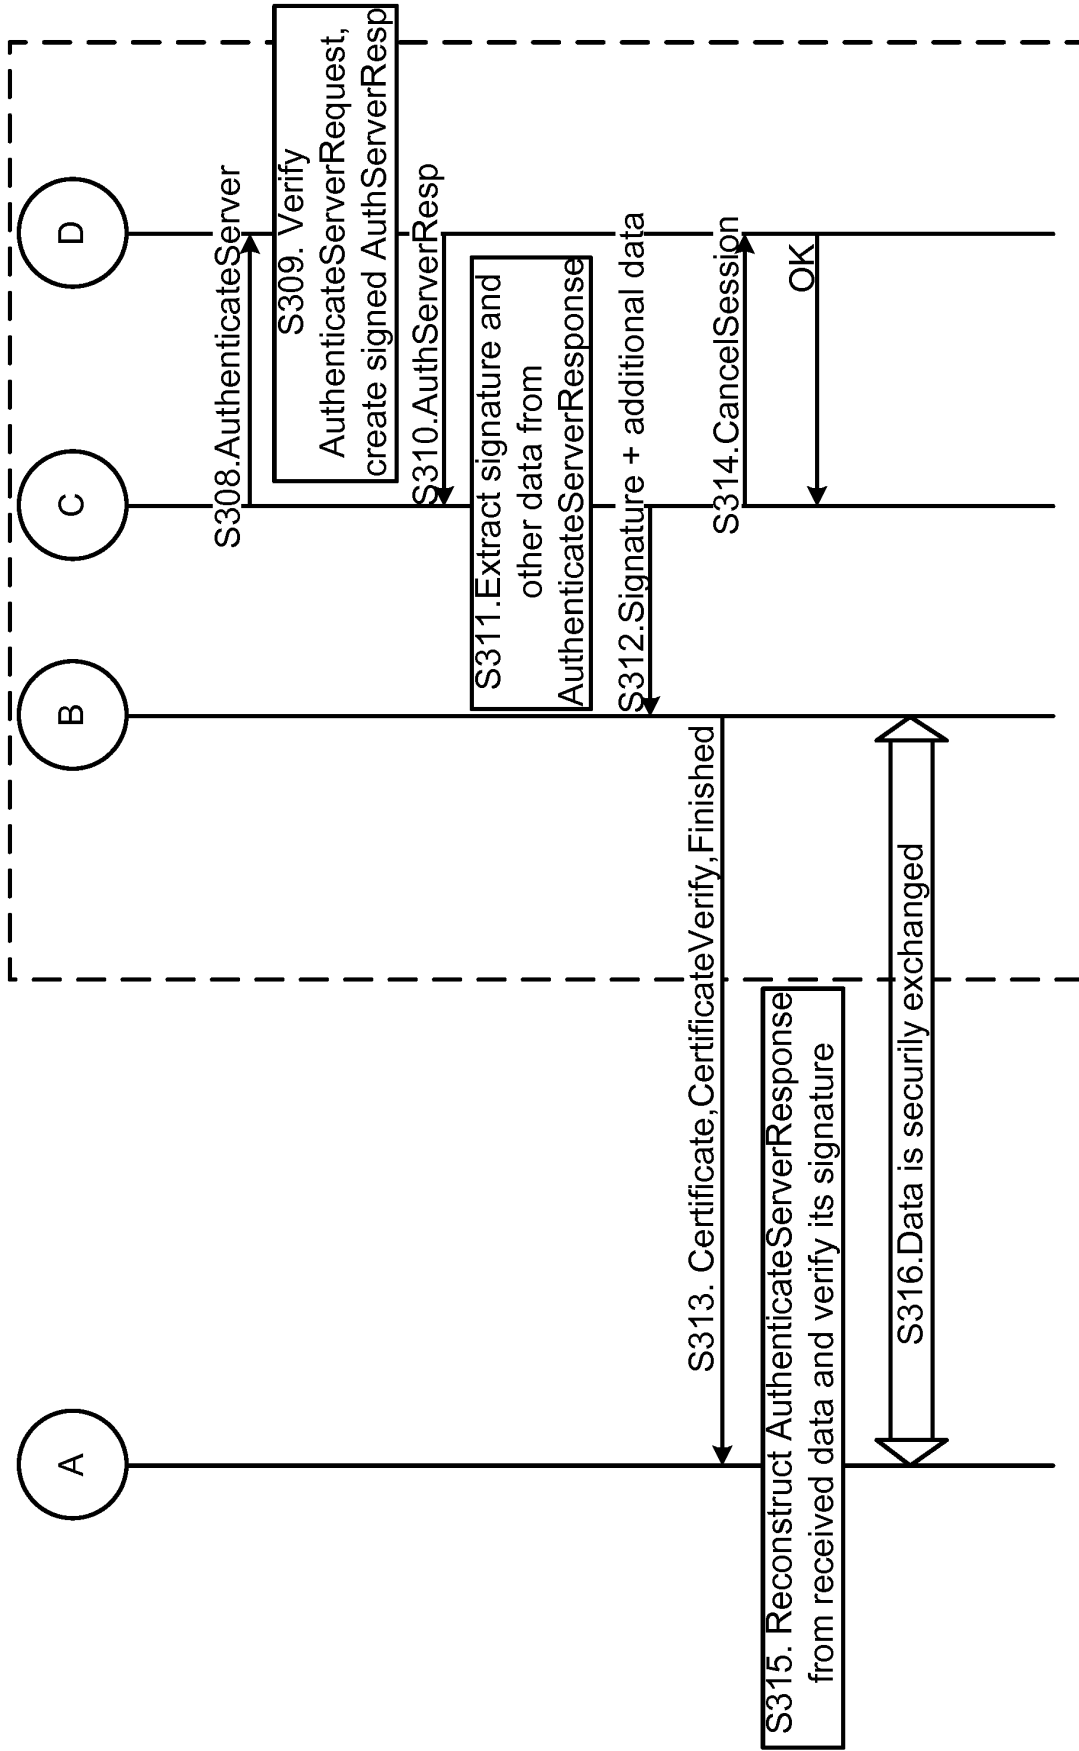 A
B
C
D
S308.AuthenticateServer
S309. Verify
AuthenticateServerRequest,
create signed AuthServerResp
S310.AuthServerResp
S311.Extract signature and
other data from
AuthenticateServerResponse
S312.Signature + additional data
S313. Certificate,CertificateVerify,Finished
S314.CancelSession
S315. Reconstruct AuthenticateServerResponse
from received data and verify its signature
OK
S316.Data is securily exchanged